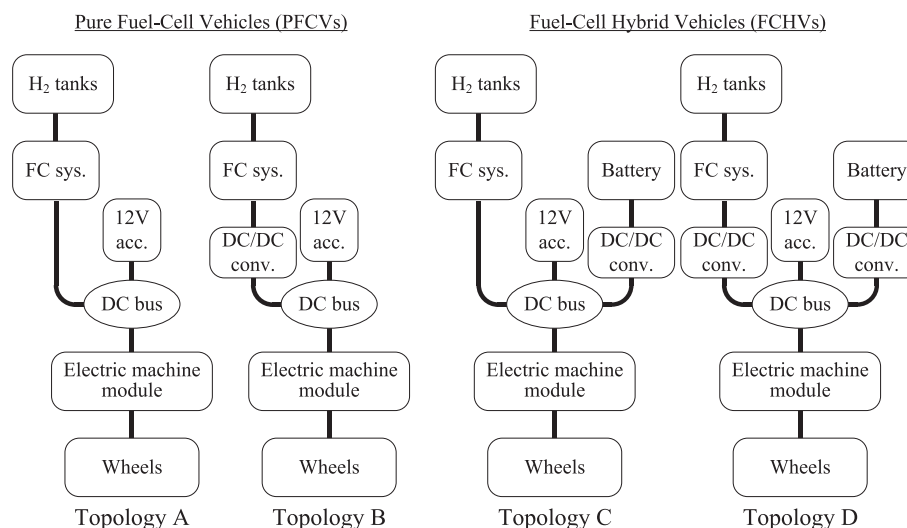 Pure Fuel-Cell Vehicles (PFCVs)
H₂ tanks
FC sys.
12V
acc.
DC bus
Electric machine
module
Wheels
Topology A
H₂ tanks
FC sys.
DC/DC
conv.
12V
acc.
DC bus
Electric machine
module
Wheels
Topology B
Fuel-Cell Hybrid Vehicles (FCHVs)
H₂ tanks
FC sys.
Battery
12V
acc.
DC/DC
conv.
DC bus
Electric machine
module
Wheels
Topology C
H₂ tanks
FC sys.
Battery
DC/DC
conv.
12V
acc.
DC/DC
conv.
DC bus
Electric machine
module
Wheels
Topology D